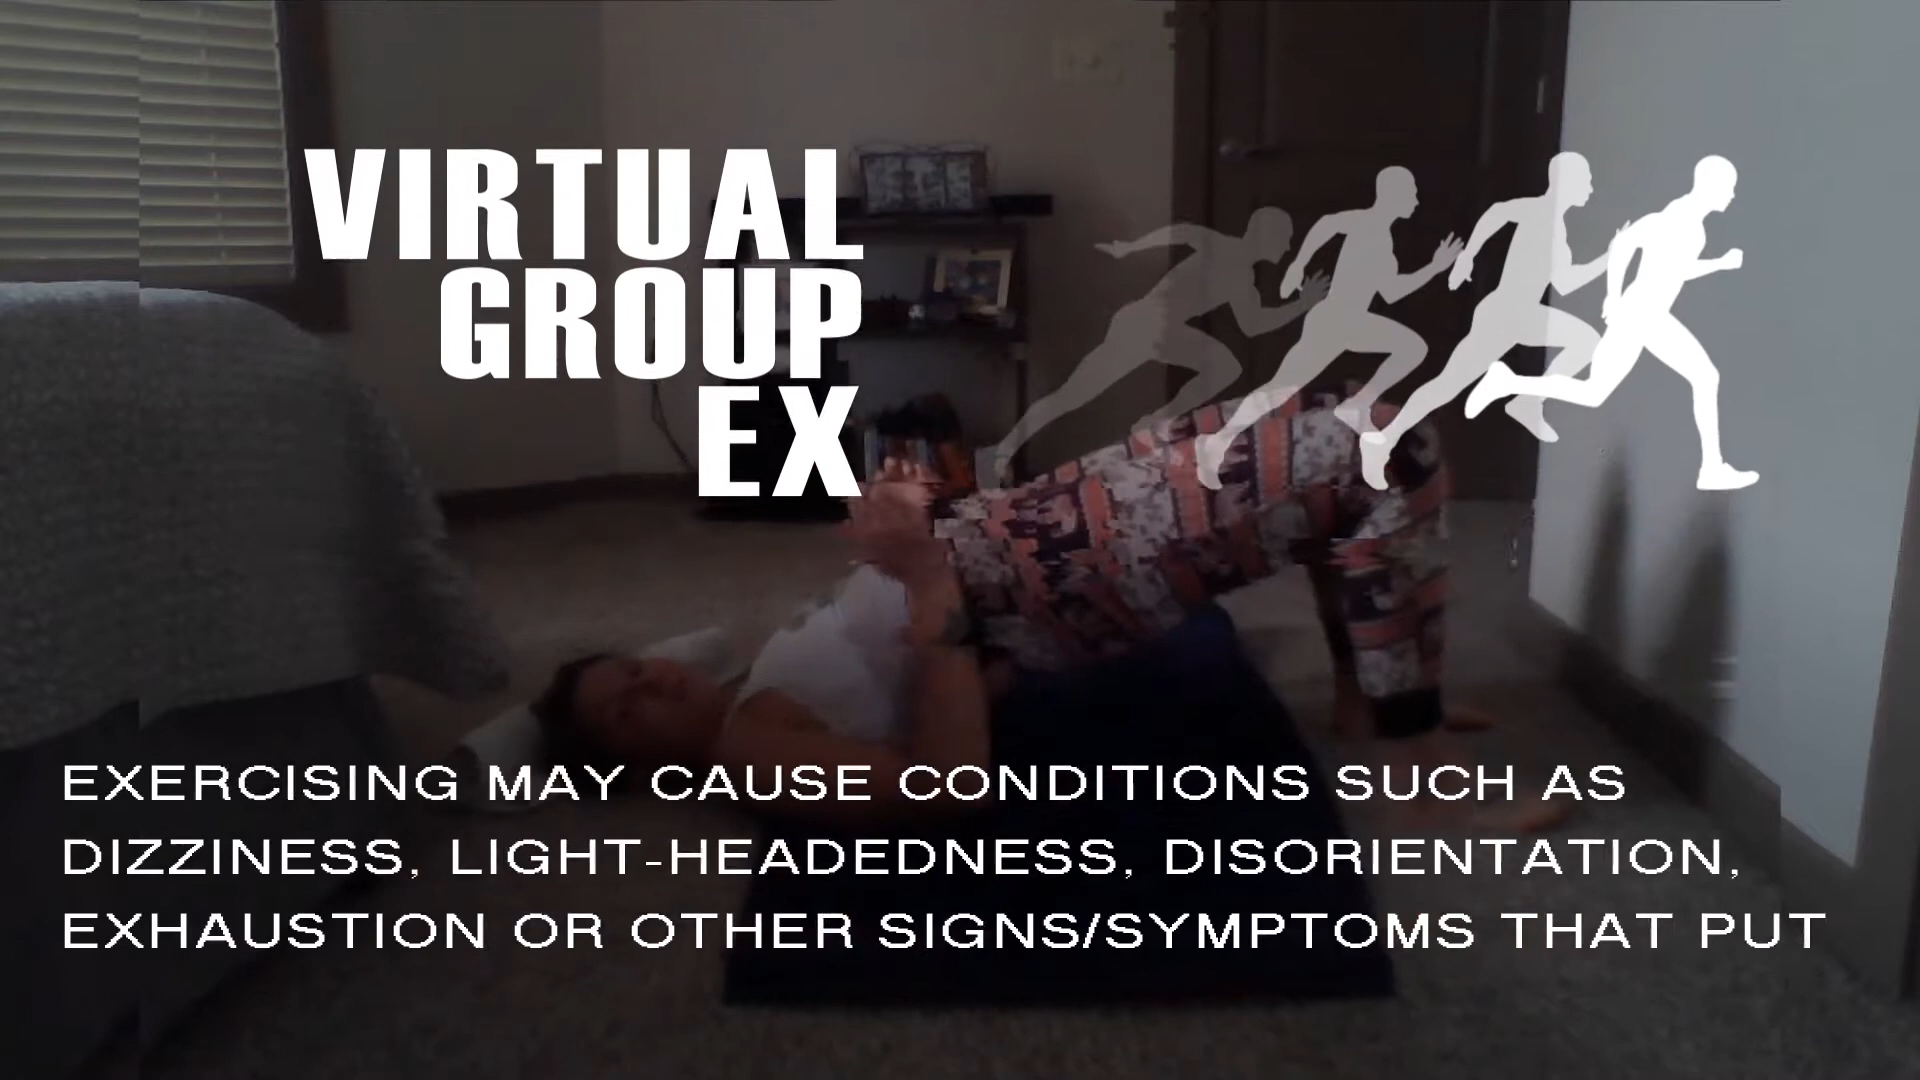 VIRTUAL
GROUP
EX
EXERCISING MAY CAUSE CONDITIONS SUCH AS
DIZZINESS, LIGHT-HEADEDNESS, DISORIENTATION,
EXHAUSTION OR OTHER SIGNS/SYMPTOMS THAT PUT